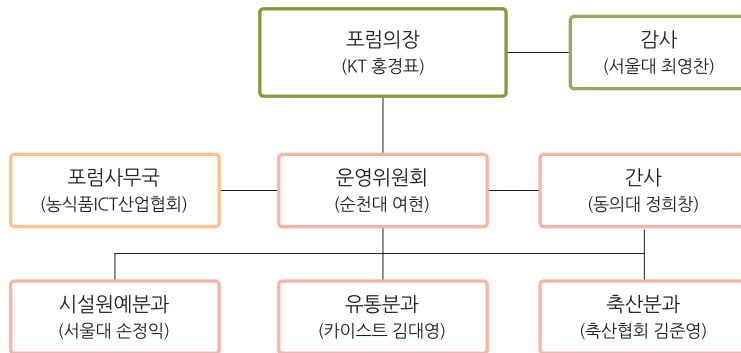 포럼의장
(KT 홍경표)
감사
(서울대 최영찬)
포럼사무국
(농식품ICT산업협회)
운영위원회
(순천대 여현)
간사
(동의대 정희창)
시설원예분과
(서울대 손정익)
유통분과
(카이스트 김대영)
축산분과
(축산협회 김준영)